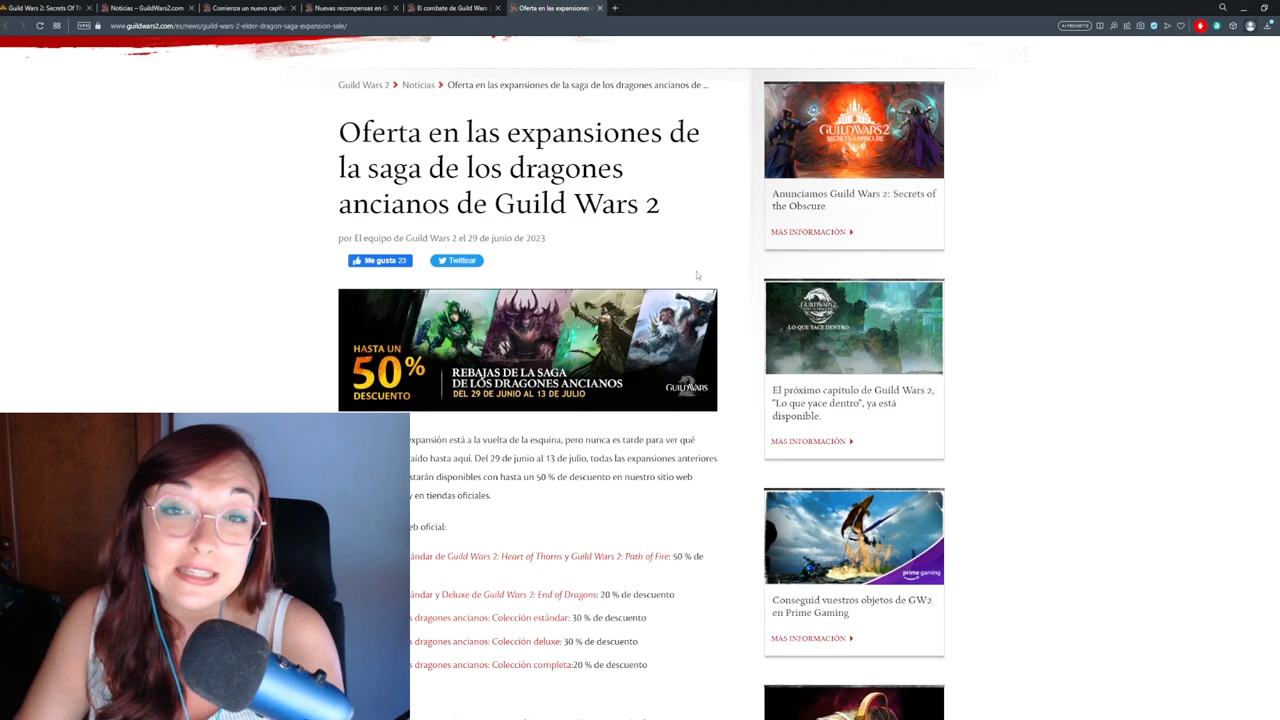 Guild Wars 2: Secrets Of Th
Noticias – GuildWars2.com
Comienza un nuevo capítu
Nuevas recompensas en G
El combate de Guild Wars
Oferta en las expansiones
VPN
www.guildwars2.com/es/news/guild-wars-2-elder-dragon-saga-expansion-sale/
AI PROMPTS
Guild Wars 2 > Noticias > Oferta en las expansiones de la saga de los dragones ancianos de ...
Oferta en las expansiones de
la saga de los dragones
ancianos de Guild Wars 2
por El equipo de Guild Wars 2 el 29 de junio de 2023
Me gusta 23
Twittear
HASTA UN
50%
DESCUENTO
REBAJAS DE LA SAGA
DE LOS DRAGONES ANCIANOS
DEL 29 DE JUNIO AL 13 DE JULIO
GUILD WARS 2
expansión está a la vuelta de la esquina, pero nunca es tarde para ver qué
aído hasta aquí. Del 29 de junio al 13 de julio, todas las expansiones anteriores
starán disponibles con hasta un 50 % de descuento en nuestro sitio web
y en tiendas oficiales.
eb oficial:
ándar de Guild Wars 2: Heart of Thorns y Guild Wars 2: Path of Fire: 50 % de
ándar y Deluxe de Guild Wars 2: End of Dragons: 20 % de descuento
s dragones ancianos: Colección estándar: 30 % de descuento
s dragones ancianos: Colección deluxe: 30 % de descuento
s dragones ancianos: Colección completa:20 % de descuento
GUILD WARS 2
SECRETS OF THE OBSCURE
Anunciamos Guild Wars 2: Secrets of
the Obscure
MÁS INFORMACIÓN
GUILD WARS 2
LO QUE YACE DENTRO
El próximo capítulo de Guild Wars 2,
"Lo que yace dentro", ya está
disponible.
MÁS INFORMACIÓN
prime gaming
Conseguid vuestros objetos de GW2
en Prime Gaming
MÁS INFORMACIÓN